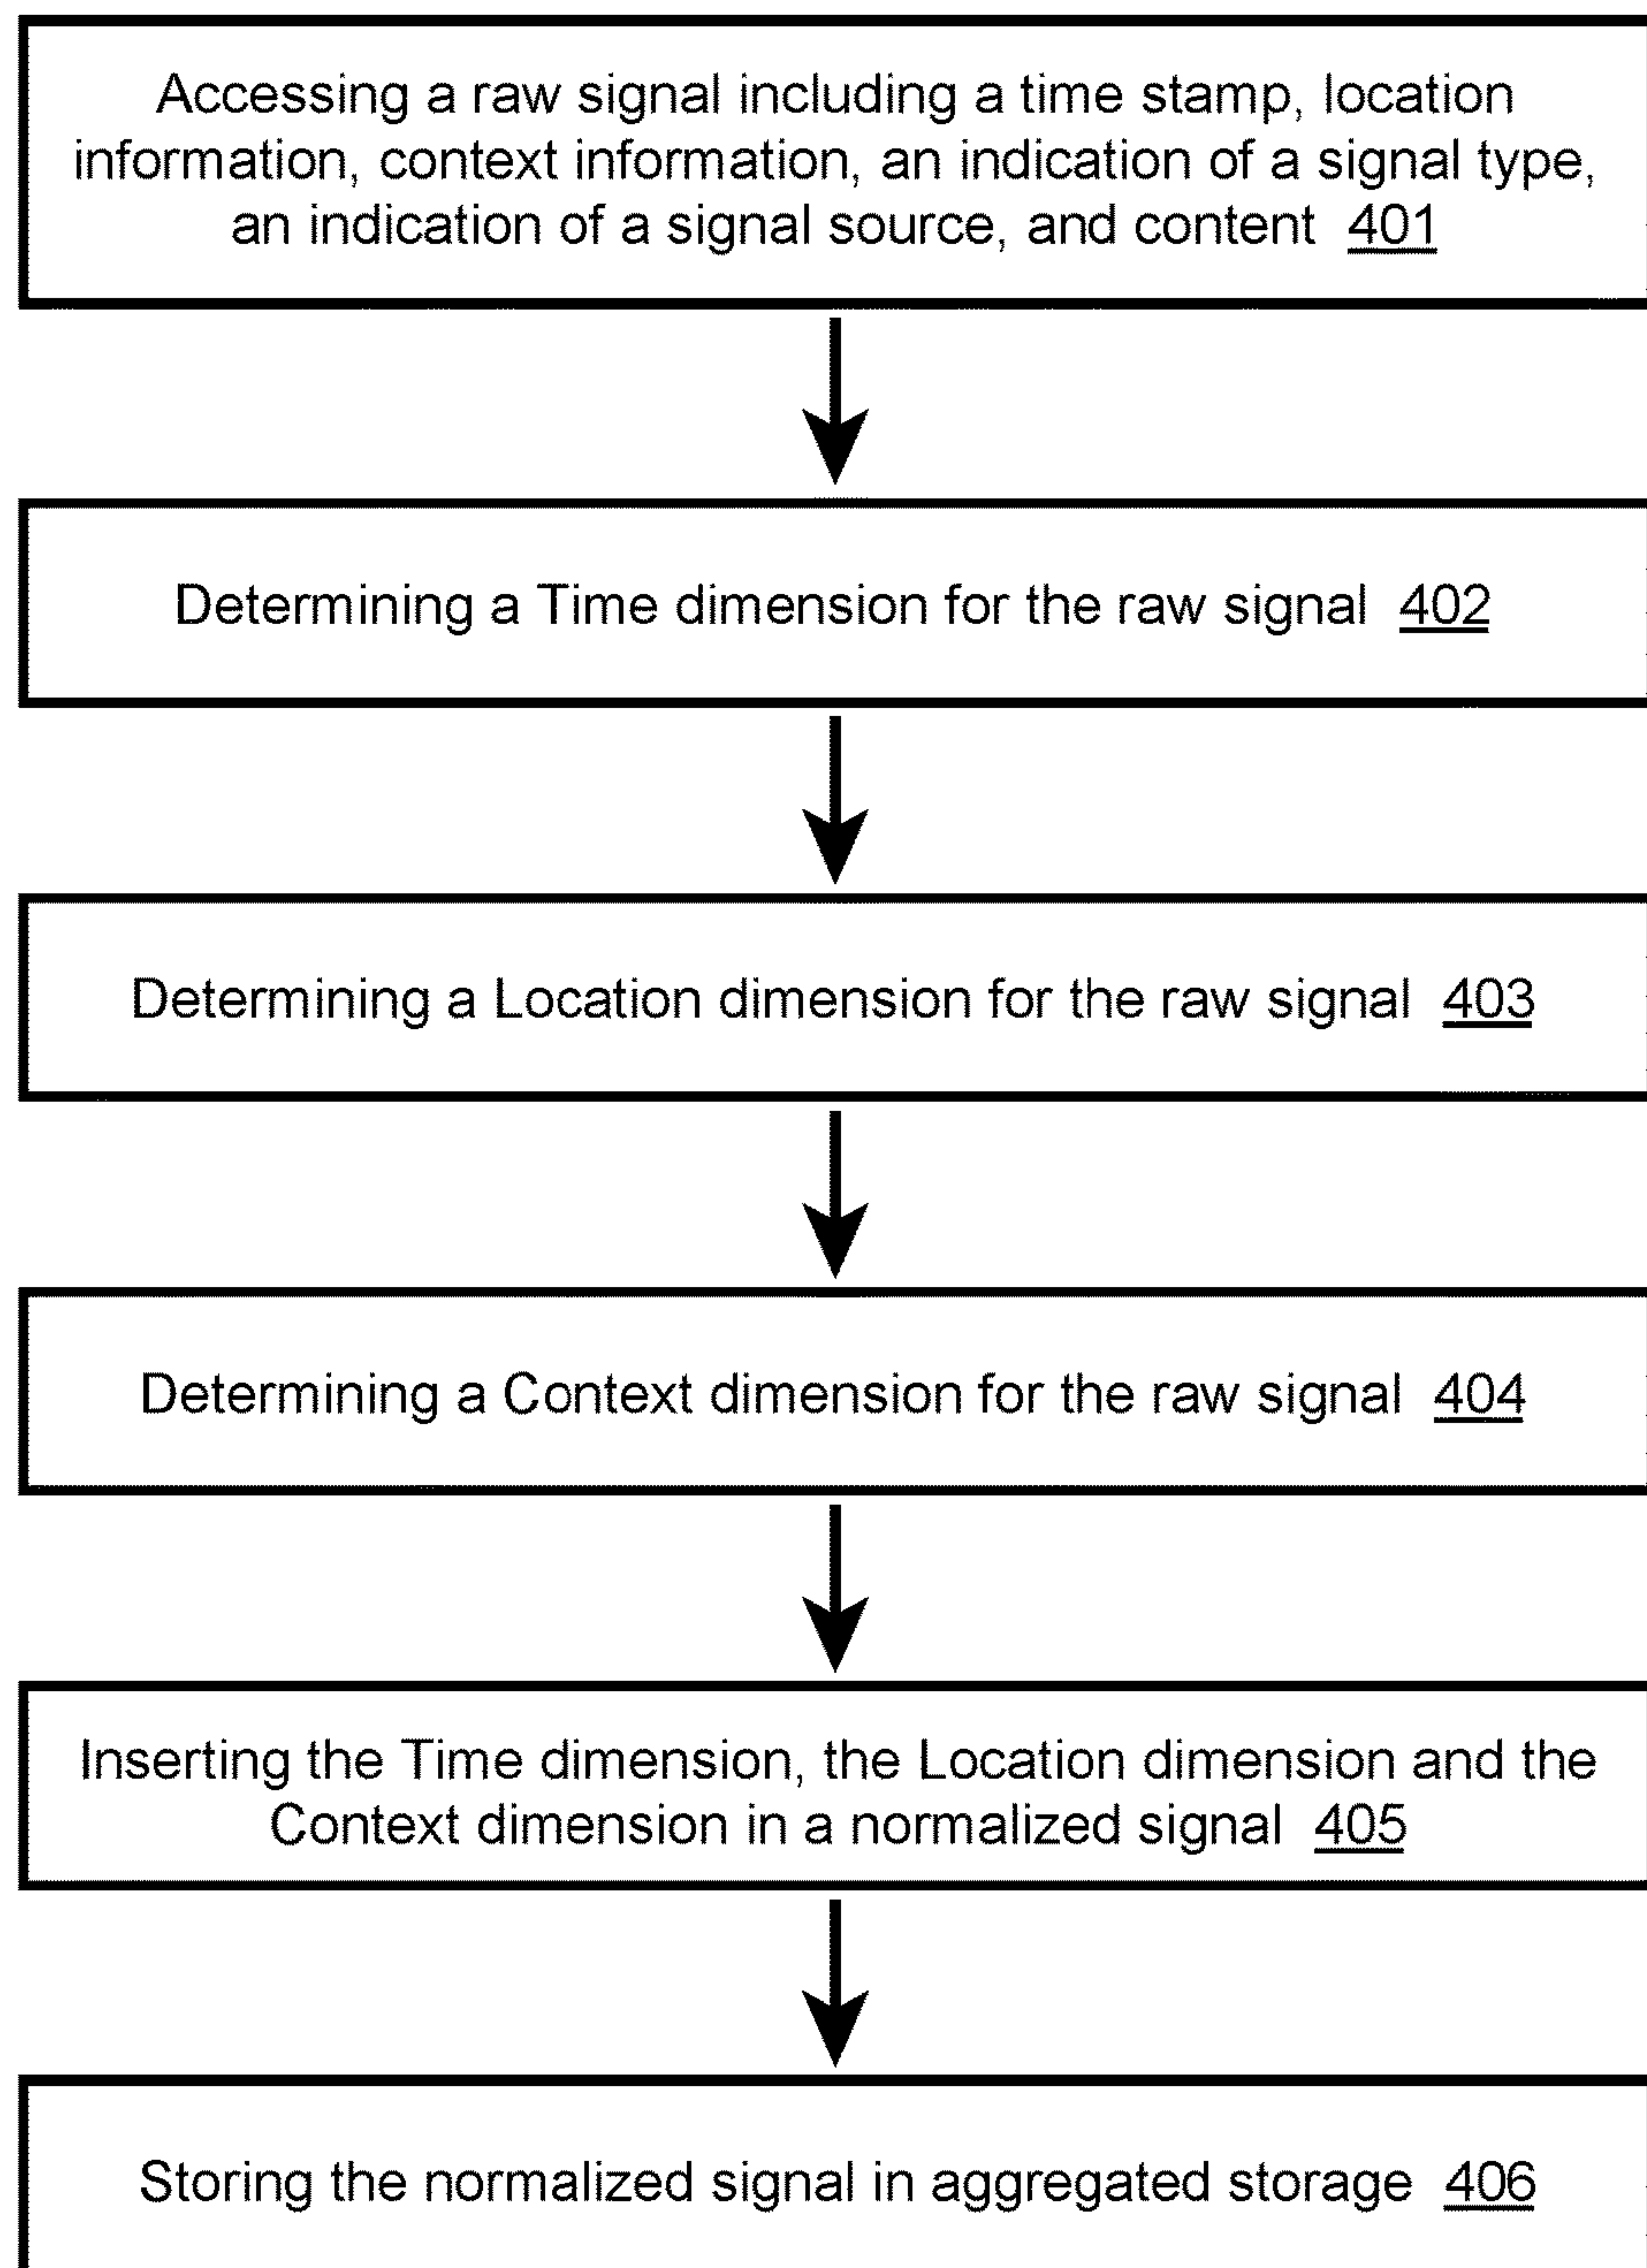 Accessing a raw signal including a time stamp, location
information, context information, an indication of a signal type,
an indication of a signal source, and content 401
Determining a Time dimension for the raw signal 402
Determining a Location dimension for the raw signal 403
Determining a Context dimension for the raw signal 404
Inserting the Time dimension, the Location dimension and the
Context dimension in a normalized signal 405
Storing the normalized signal in aggregated storage 406